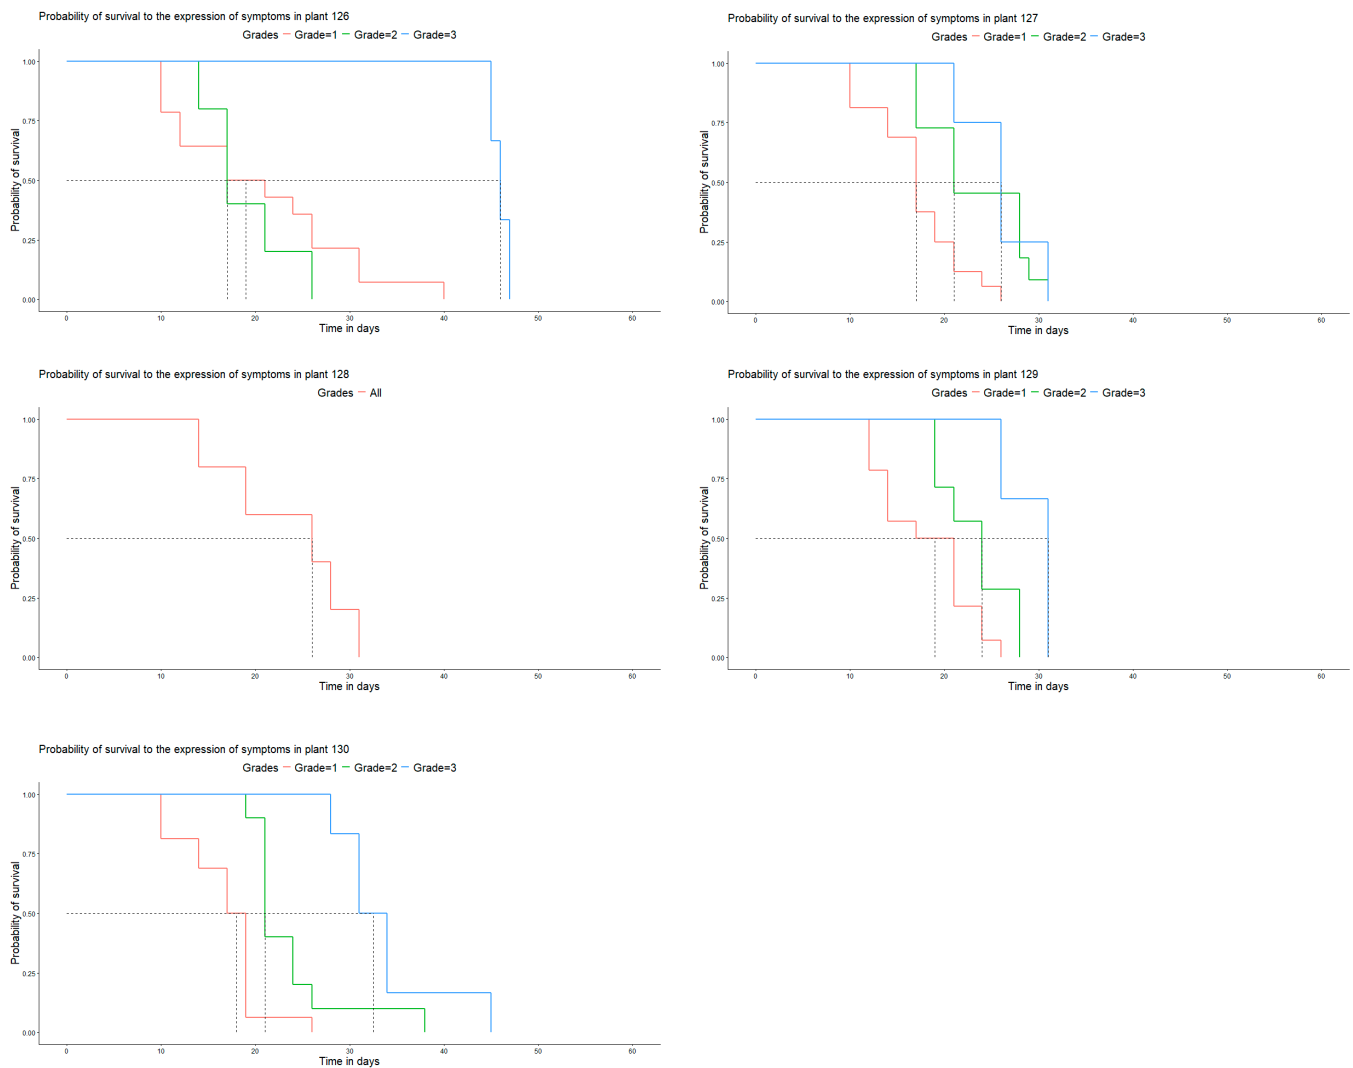 Probability of survival to the expression of symptoms in plant 126
Grades Grade=1 Grade=2 Grade=3
1.00
0.75
0.50
0.25
0.00
Probability of survival
0 10 20 30 40 50 60
Time in days
Probability of survival to the expression of symptoms in plant 127
Grades Grade=1 Grade=2 Grade=3
1.00
0.75
0.50
0.25
0.00
Probability of survival
0 10 20 30 40 50 60
Time in days
Probability of survival to the expression of symptoms in plant 128
Grades All
1.00
0.75
0.50
0.25
0.00
Probability of survival
0 10 20 30 40 50 60
Time in days
Probability of survival to the expression of symptoms in plant 129
Grades Grade=1 Grade=2 Grade=3
1.00
0.75
0.50
0.25
0.00
Probability of survival
0 10 20 30 40 50 60
Time in days
Probability of survival to the expression of symptoms in plant 130
Grades Grade=1 Grade=2 Grade=3
1.00
0.75
0.50
0.25
0.00
Probability of survival
0 10 20 30 40 50 60
Time in days